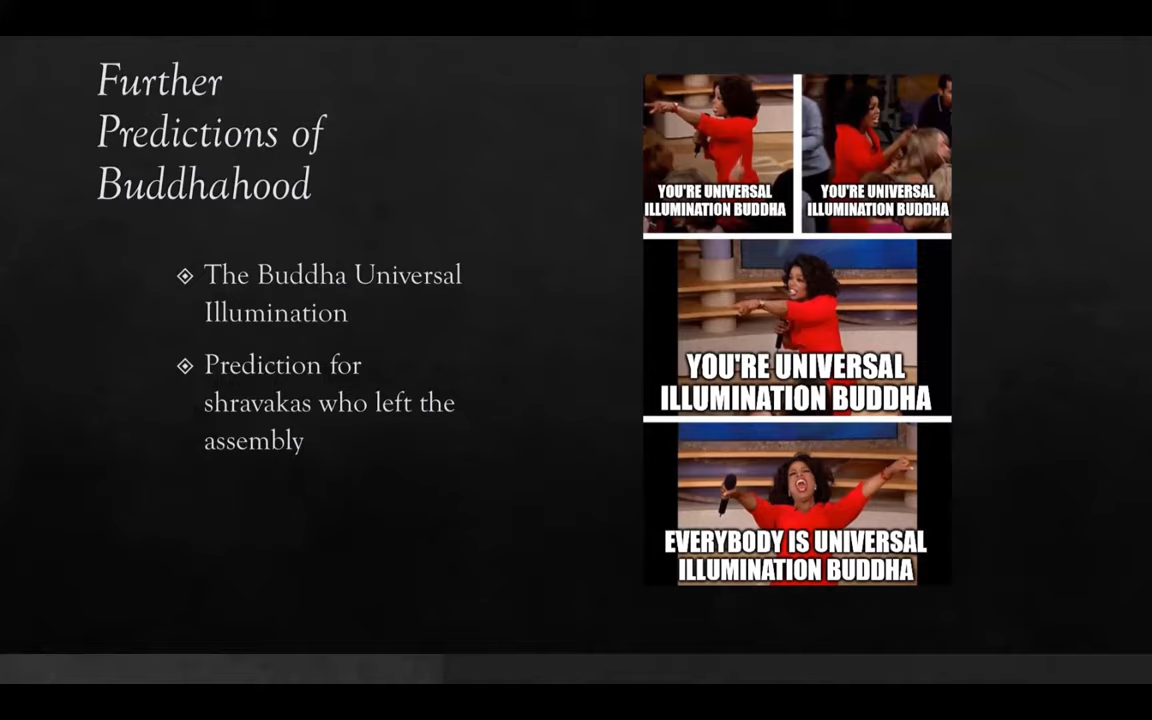 Further
Predictions of
Buddhahood
The Buddha Universal
Illumination
Prediction for
shravakas who left the
assembly
YOU'RE UNIVERSAL
ILLUMINATION BUDDHA
YOU'RE UNIVERSAL
ILLUMINATION BUDDHA
YOU'RE UNIVERSAL
ILLUMINATION BUDDHA
EVERYBODY IS UNIVERSAL
ILLUMINATION BUDDHA